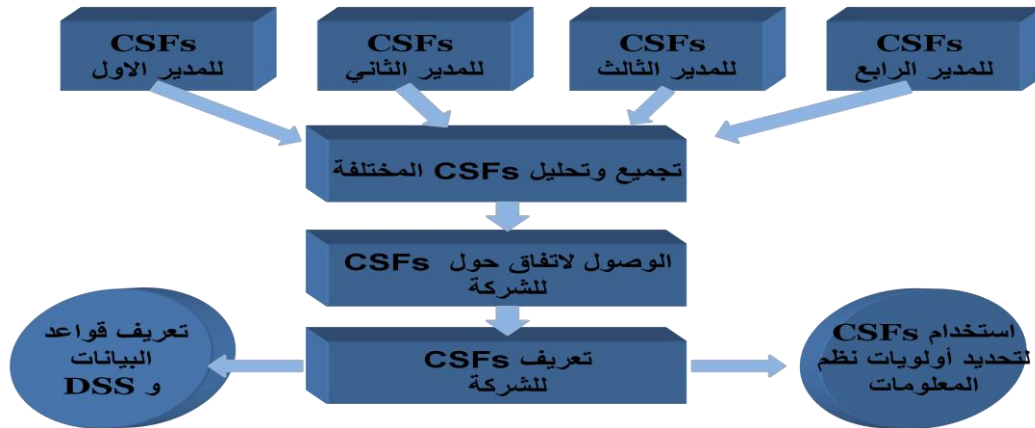 CSFs
للمدير الاول
CSFs
للمدير الثاني
CSFs
للمدير الثالث
CSFs
للمدير الرابع
تجميع وتحليل CSFs المختلفة
الوصول لاتفاق حول CSFs
للشركة
تعريف قواعد
البيانات
و DSS
تعريف CSFs
للشركة
استخدام CSFs
لتحديد أولويات نظم
المعلومات